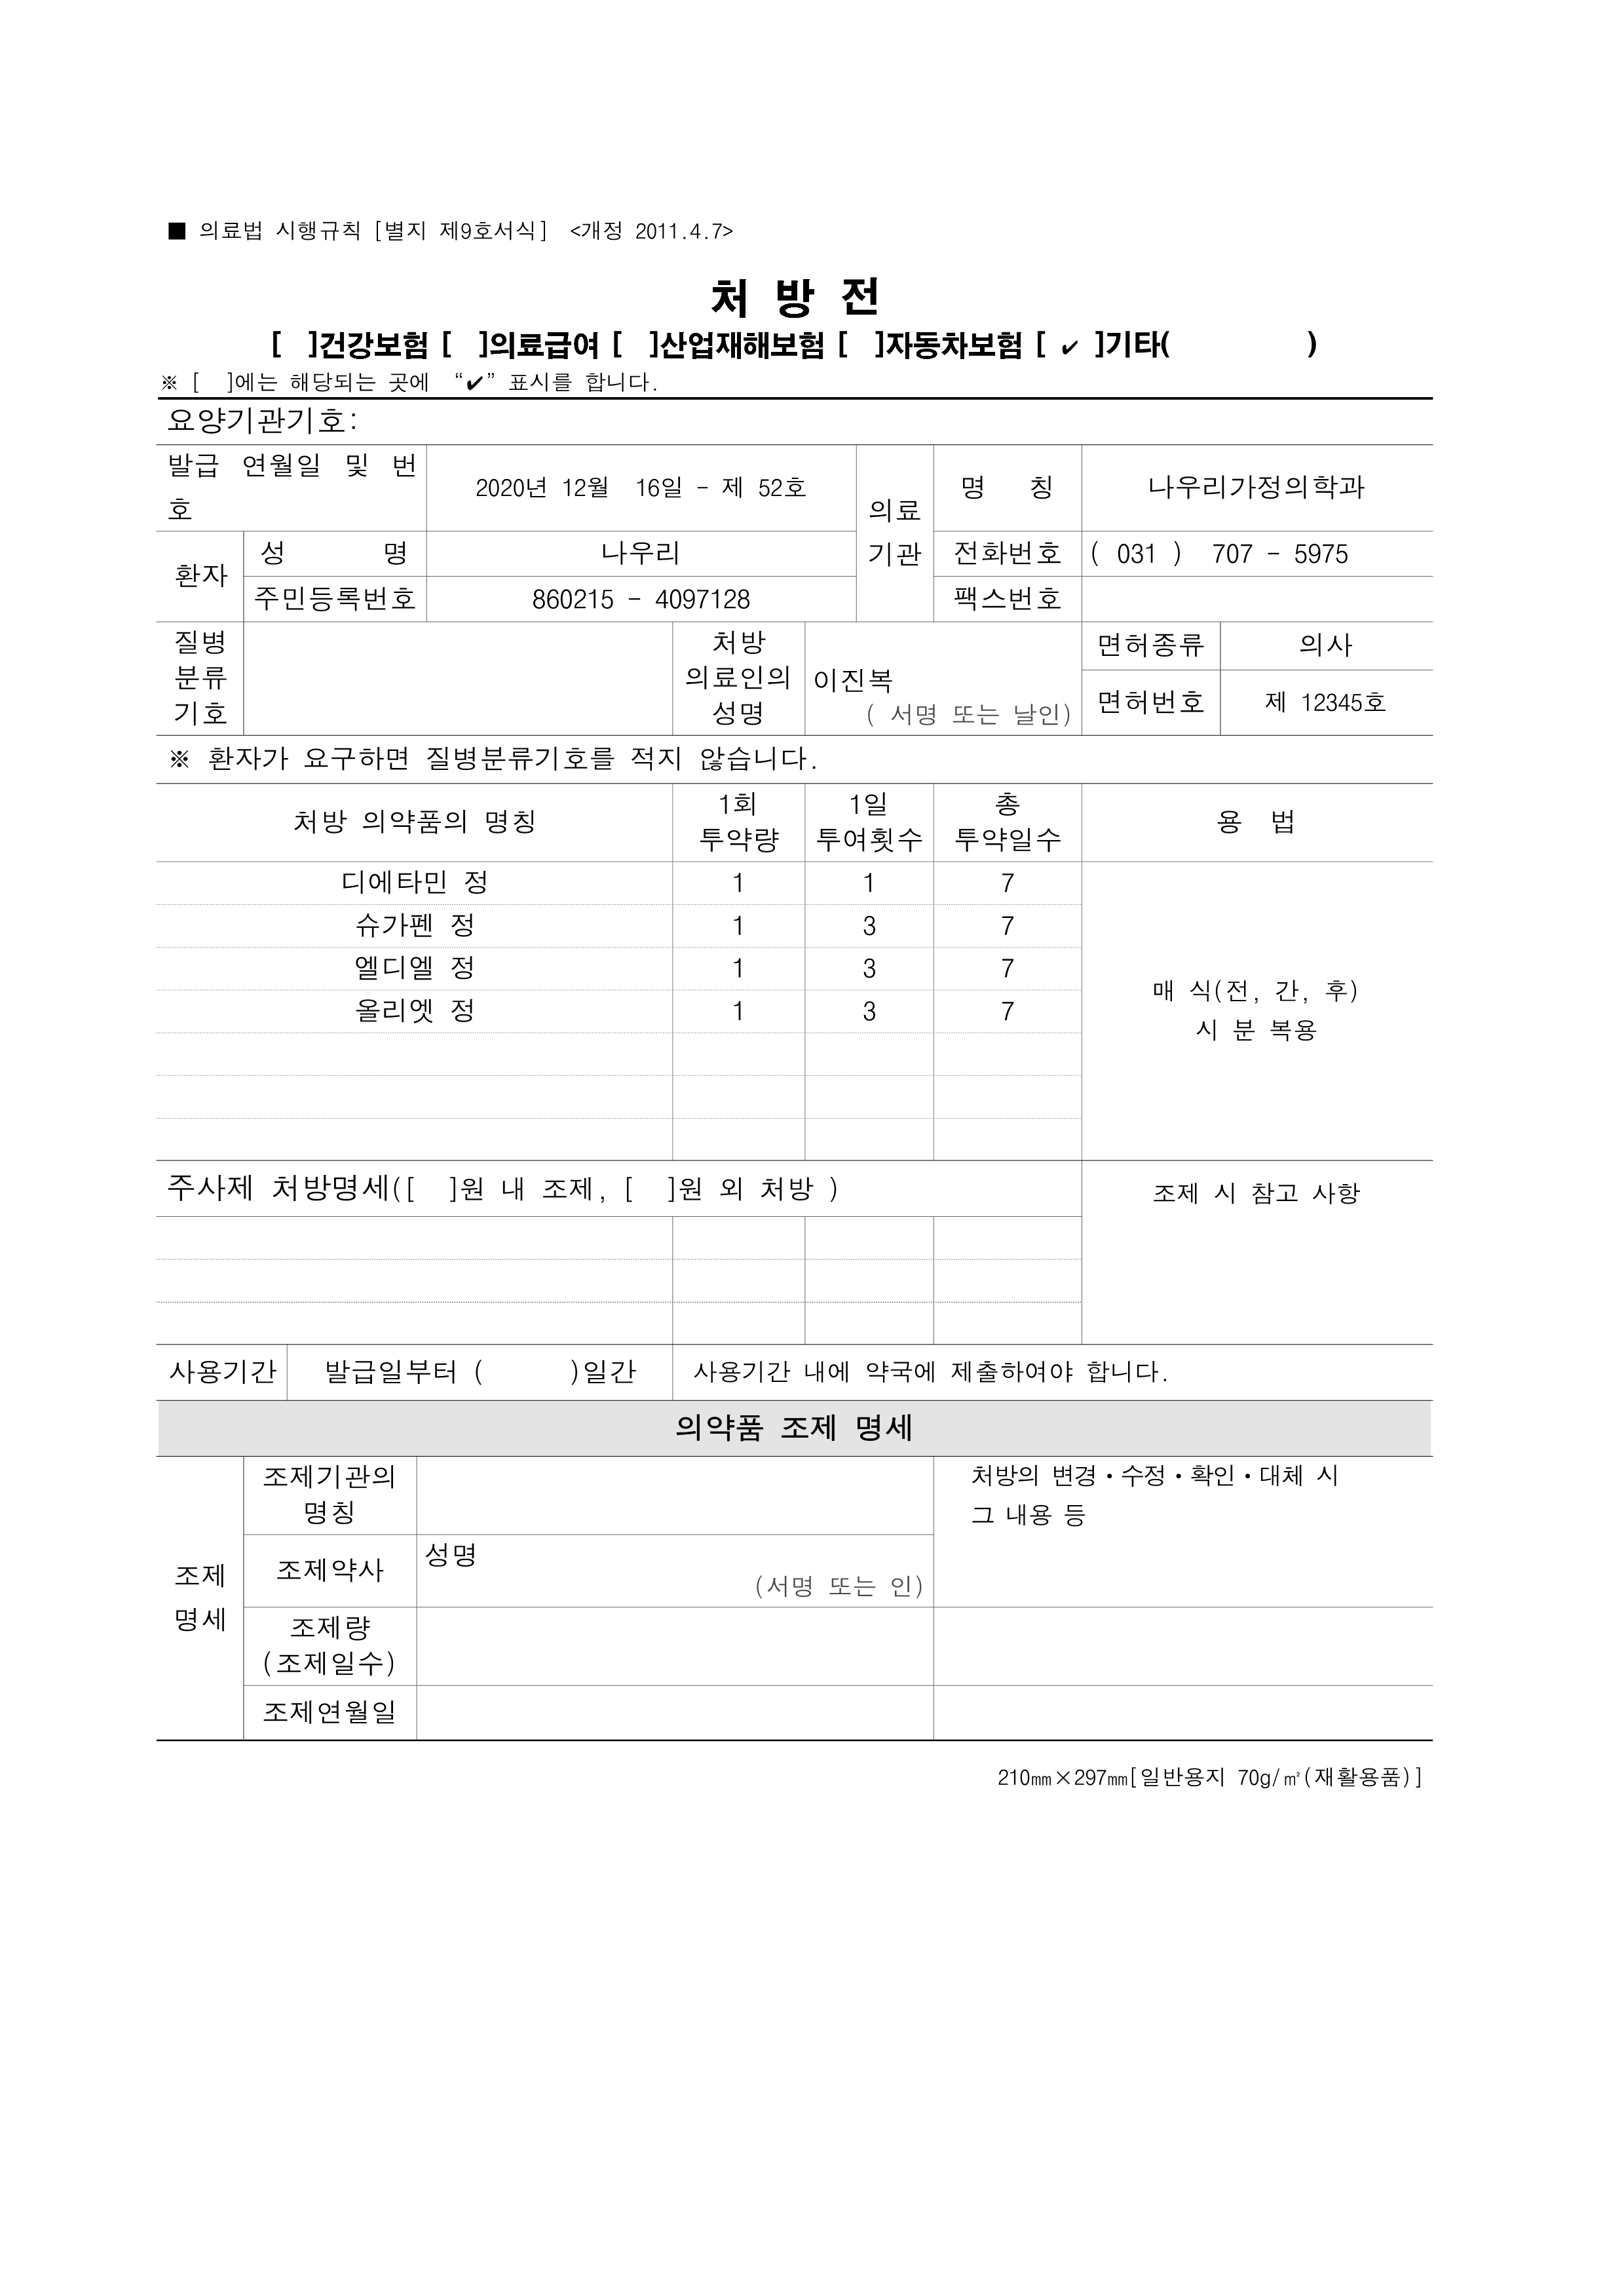 ■ 의료법 시행규칙 [별지 제9호서식] <개정 2011.4.7>
처 방 전
[ ]건강보험 [ ]의료급여 [ ]산업재해보험 [ ]자동차보험 [ ✔ ]기타( )
※ [ ]에는 해당되는 곳에 “✔” 표시를 합니다.
요양기관기호:
발급 연월일 및 번
호
2020년 12월 16일 - 제 52호
의료
기관
명 칭
나우리가정의학과
환자
성 명
나우리
전화번호
( 031 ) 707 - 5975
주민등록번호
860215 - 4097128
팩스번호
질병
분류
기호
처방
의료인의
성명
이진복
( 서명 또는 날인)
면허종류
의사
면허번호
제 12345호
※ 환자가 요구하면 질병분류기호를 적지 않습니다.
처방 의약품의 명칭
1회
투약량
1일
투여횟수
총
투약일수
용 법
디에타민 정 1 1 7
슈가펜 정 1 3 7
엘디엘 정 1 3 7
올리엣 정 1 3 7
매 식(전, 간, 후)
시 분 복용
주사제 처방명세([ ]원 내 조제, [ ]원 외 처방 )
조제 시 참고 사항
사용기간
발급일부터 ( )일간
사용기간 내에 약국에 제출하여야 합니다.
의약품 조제 명세
조제
명세
조제기관의
명칭
처방의 변경·수정·확인·대체 시
그 내용 등
조제약사
성명
(서명 또는 인)
조제량
(조제일수)
조제연월일
210㎜×297㎜[일반용지 70g/㎡(재활용품)]